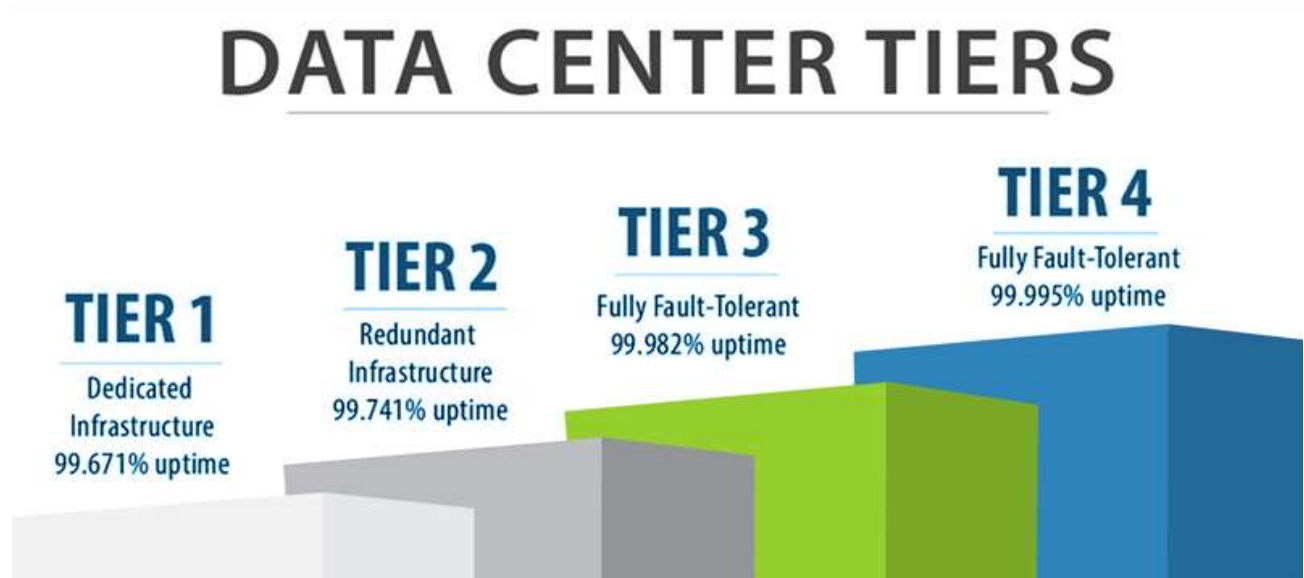 DATA CENTER TIERS
TIER 1
Dedicated
Infrastructure
99.671% uptime
TIER 2
Redundant
Infrastructure
99.741% uptime
TIER 3
Fully Fault-Tolerant
99.982% uptime
TIER 4
Fully Fault-Tolerant
99.995% uptime